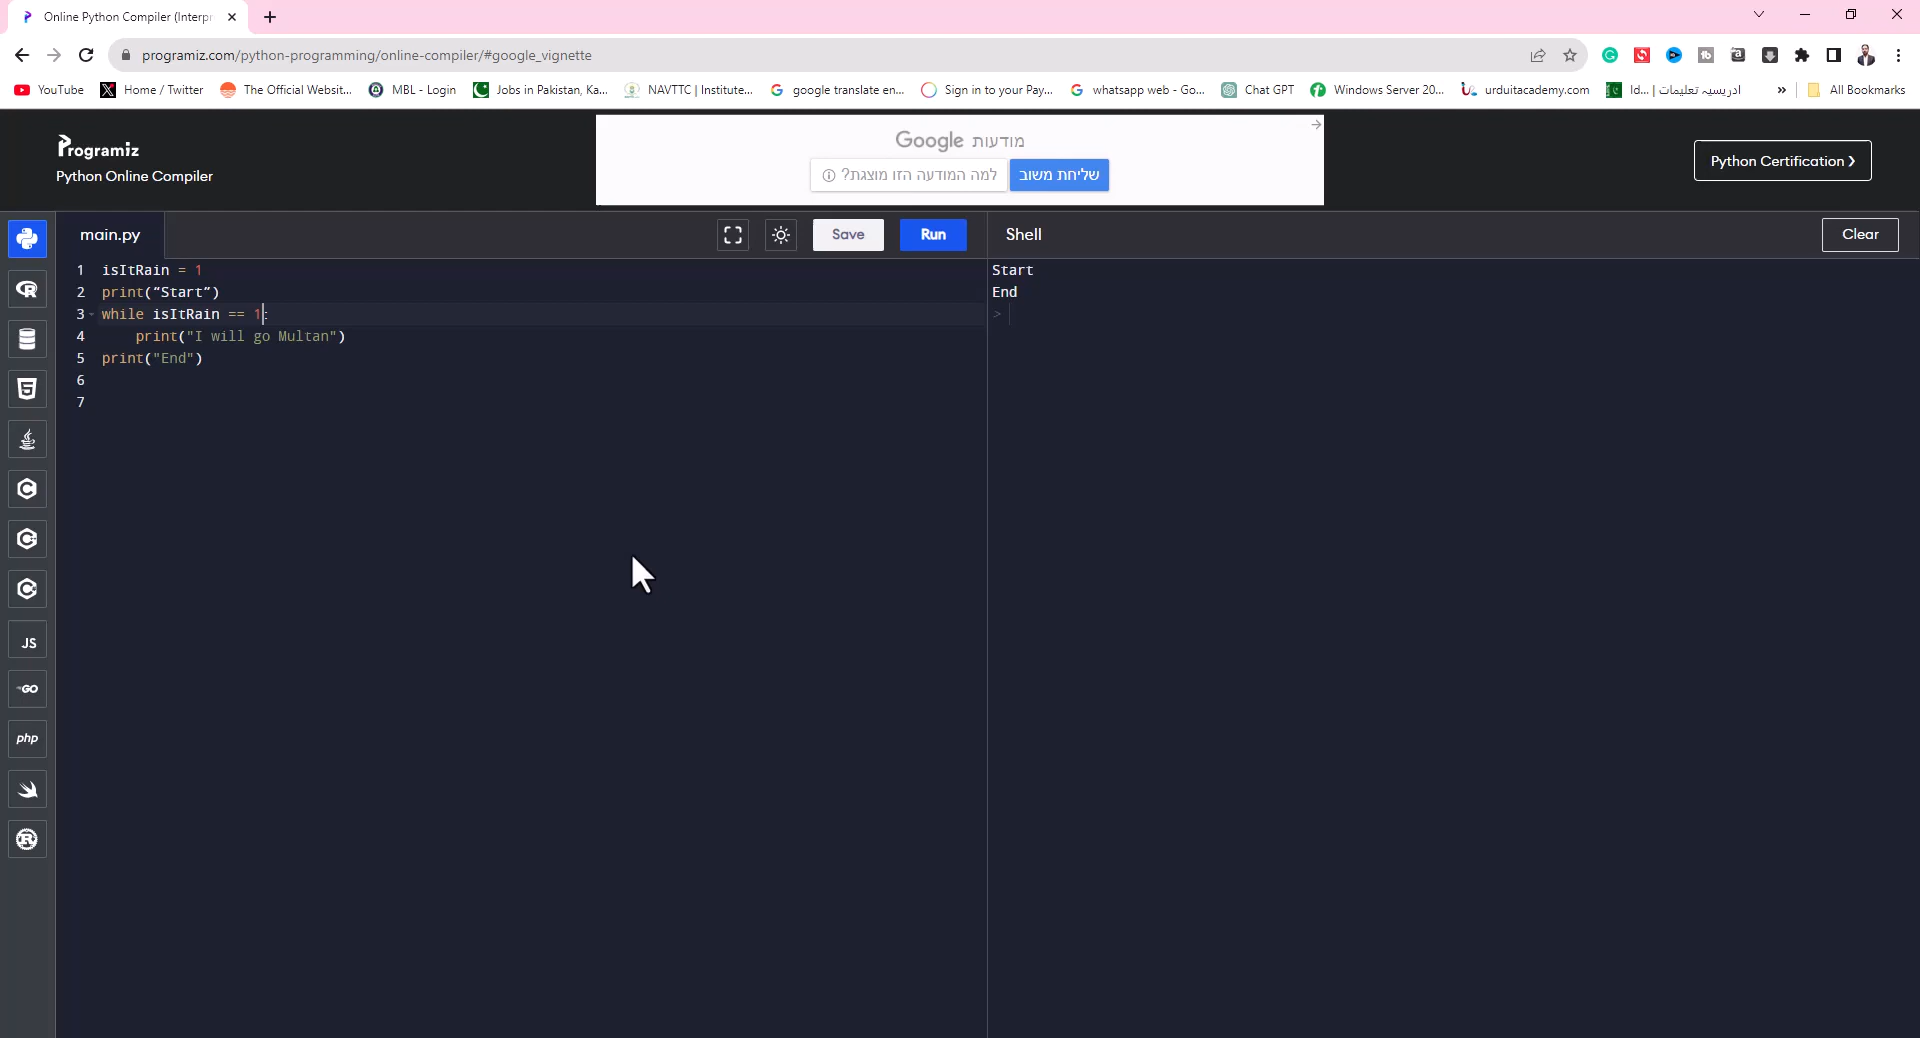 Online Python Compiler (Interpr
programiz.com/python-programming/online-compiler/#google_vignette
YouTube
Home / Twitter
The Official Websit...
MBL - Login
Jobs in Pakistan, Ka...
NAVTTC | Institute...
google translate en...
Sign in to your Pay...
whatsapp web - Go...
Chat GPT
Windows Server 20...
urduitacademy.com
Id... | ادریسیہ تعلیمات
»
All Bookmarks
Programiz
Python Online Compiler
מודעות Google
למה המודעה הזו מוצגת?
שליחת משוב
Python Certification ❯
main.py
Save
Run
Shell
Clear
1 isItRain = 1
2 print(“Start”)
3 while isItRain == 1:
4     print("I will go Multan")
5 print("End")
6
7
Start
End
>
JS
GO
php